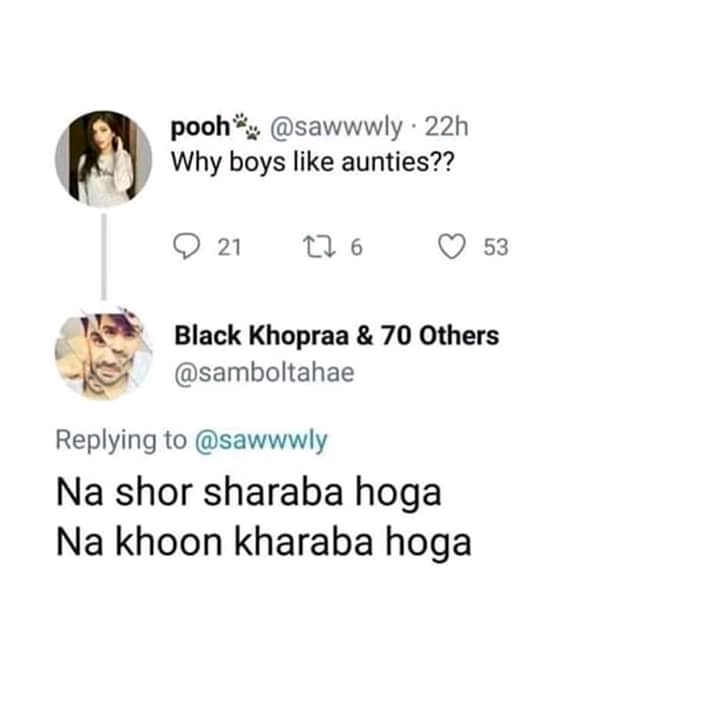 pooh🐾 @sawwwly · 22h
Why boys like aunties??
21 6 53
Black Khopraa & 70 Others
@samboltahae
Replying to @sawwwly
Na shor sharaba hoga
Na khoon kharaba hoga